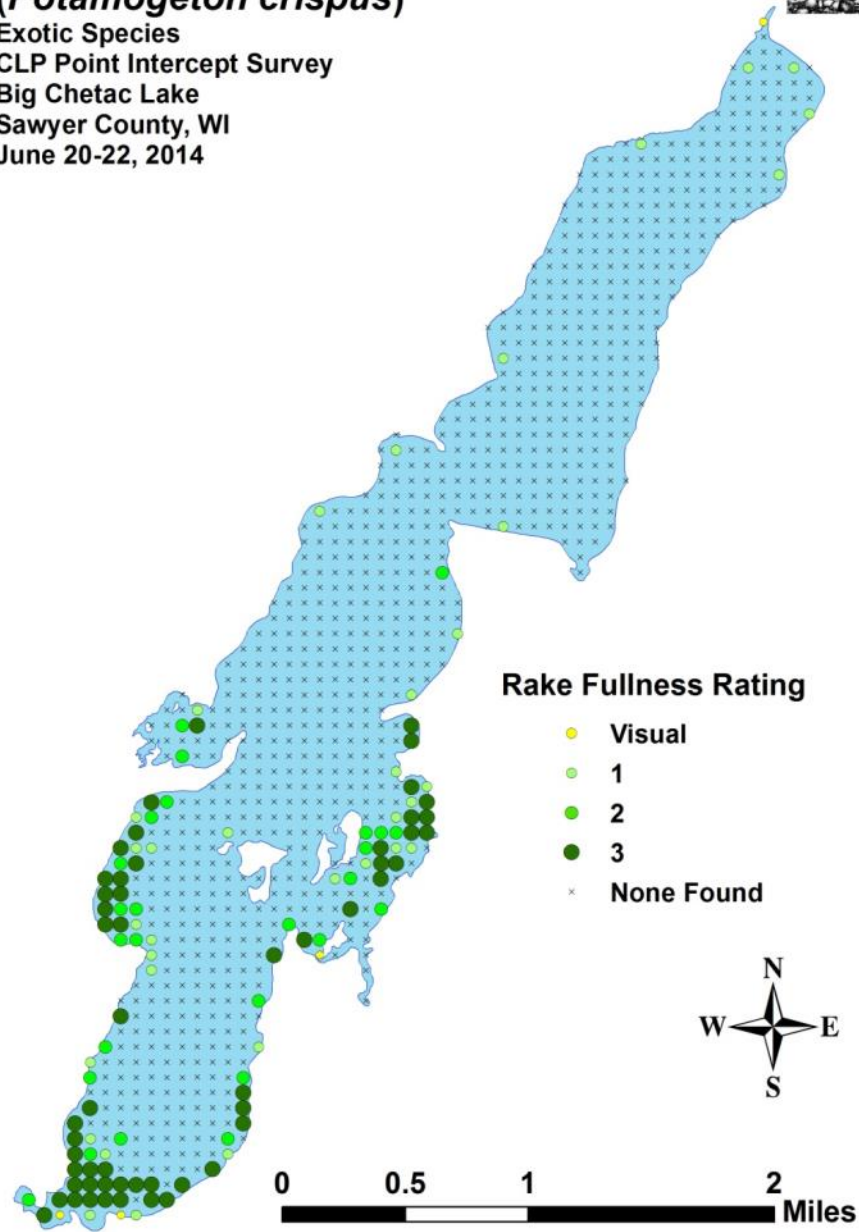 (Potamogeton crispus)
Exotic Species
CLP Point Intercept Survey
Big Chetac Lake
Sawyer County, WI
June 20-22, 2014
Rake Fullness Rating
Visual
1
2
3
None Found
N
W E
S
0 0.5 1 2
Miles